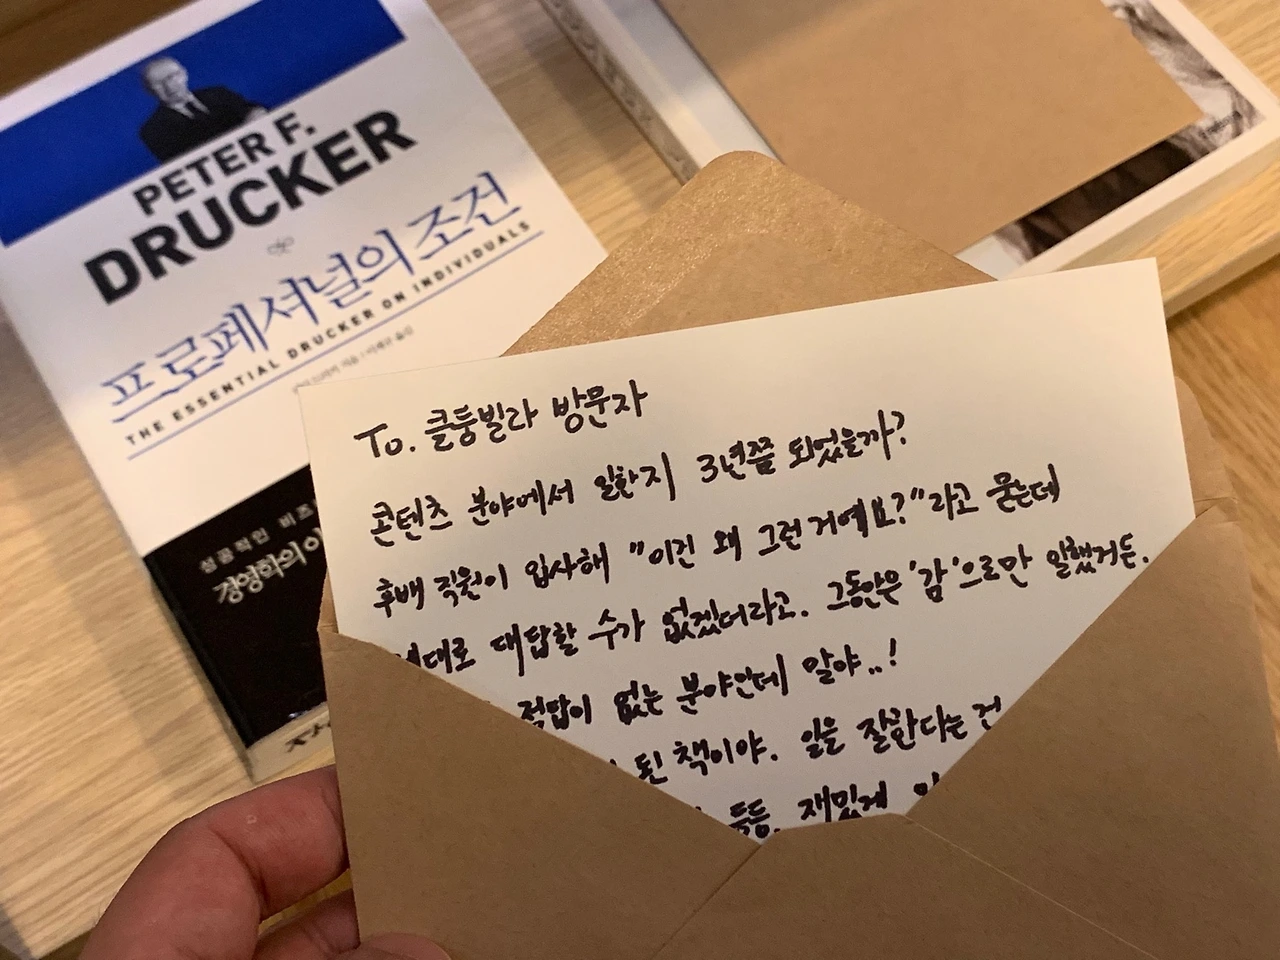 PETER F.
DRUCKER
프로페셔널의 조건
THE ESSENTIAL DRUCKER ON INDIVIDUALS
성공적인
경영학의
To. 클퉁빌라 방문자
콘텐츠 분야에서 일한지 3년쯤 되었을까?
후배 직원이 입사해 "이건 왜 그런거예요?"라고 묻는데
대로 대답할 수가 없겠더라고. 그동안은 '감'으로만 일했거든.
정답이 없는 분야인데 말야..!
된 책이야. 일을 잘한다는 건
등등. 재밌게